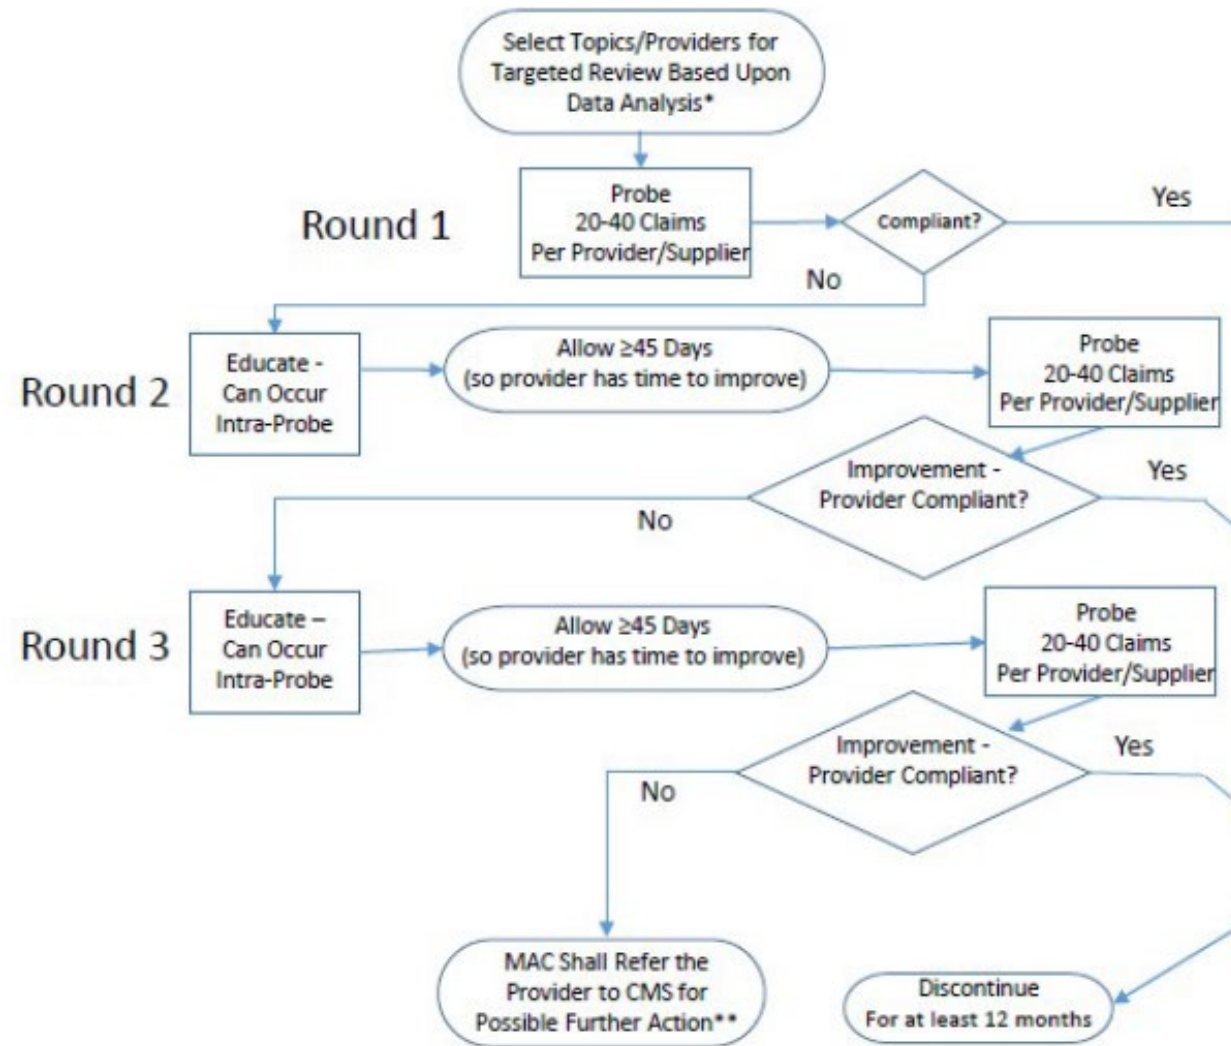 Select Topics/Providers for
Targeted Review Based Upon
Data Analysis*
Round 1
Probe
20-40 Claims
Per Provider/Supplier
Compliant?
Yes
No
Round 2
Educate -
Can Occur
Intra-Probe
Allow ≥45 Days
(so provider has time to improve)
Probe
20-40 Claims
Per Provider/Supplier
Improvement -
Provider Compliant?
Yes
No
Round 3
Educate –
Can Occur
Intra-Probe
Allow ≥45 Days
(so provider has time to improve)
Probe
20-40 Claims
Per Provider/Supplier
Improvement -
Provider Compliant?
Yes
No
MAC Shall Refer the
Provider to CMS for
Possible Further Action**
Discontinue
For at least 12 months